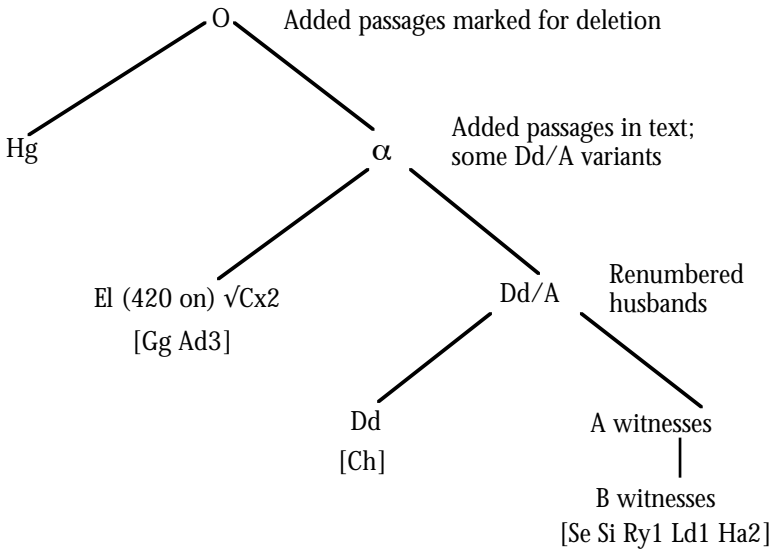 O Added passages marked for deletion
Hg
α
Added passages in text;
some Dd/A variants
El (420 on) √Cx2
[Gg Ad3]
Dd/A
Renumbered
husbands
Dd
[Ch]
A witnesses
B witnesses
[Se Si Ry1 Ld1 Ha2]